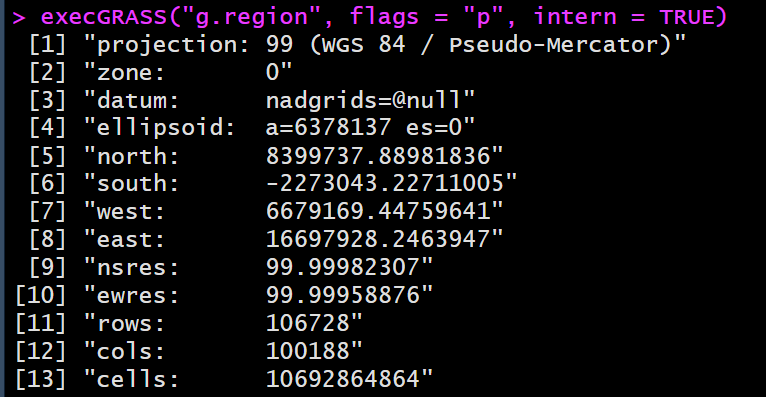 > execGRASS("g.region", flags = "p", intern = TRUE)
[1] "projection: 99 (WGS 84 / Pseudo-Mercator)"
[2] "zone:       0"
[3] "datum:      nadgrids=@null"
[4] "ellipsoid:  a=6378137 es=0"
[5] "north:      8399737.88981836"
[6] "south:      -2273043.22711005"
[7] "west:       6679169.44759641"
[8] "east:       16697928.2463947"
[9] "nsres:      99.99982307"
[10] "ewres:      99.99958876"
[11] "rows:       106728"
[12] "cols:       100188"
[13] "cells:      10692864864"